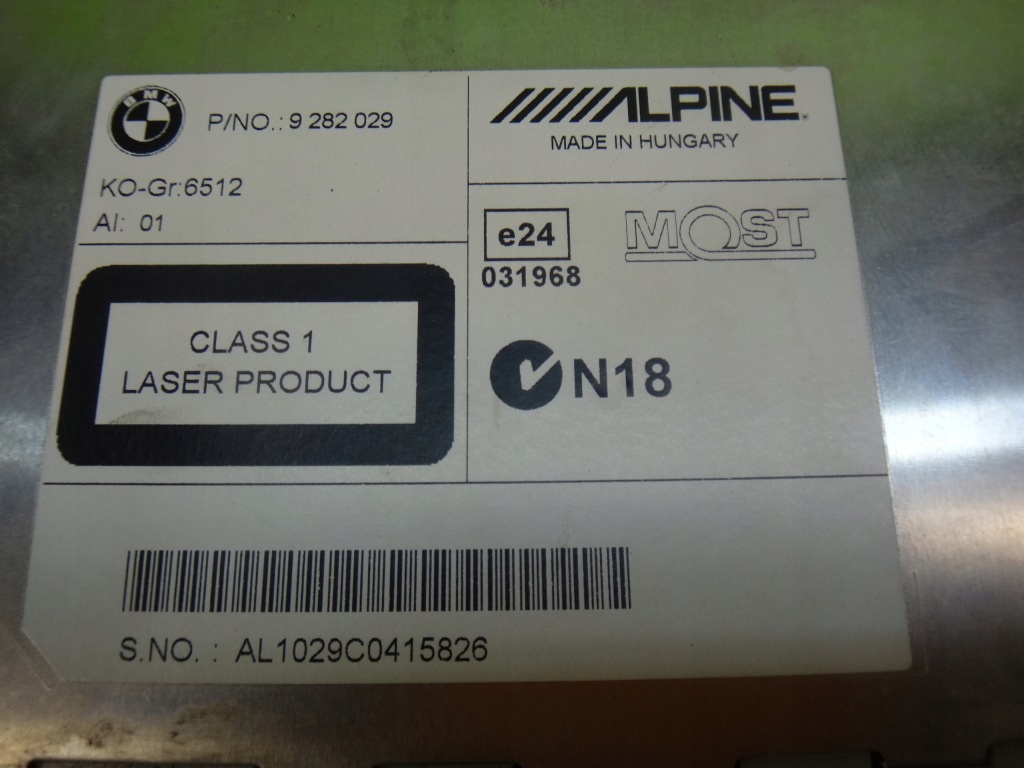 BMW
P/NO.: 9 282 029
KO-Gr:6512
AI: 01
ALPINE
MADE IN HUNGARY
e24
031968
MOST
CLASS 1
LASER PRODUCT
N18
S.NO. : AL1029C0415826